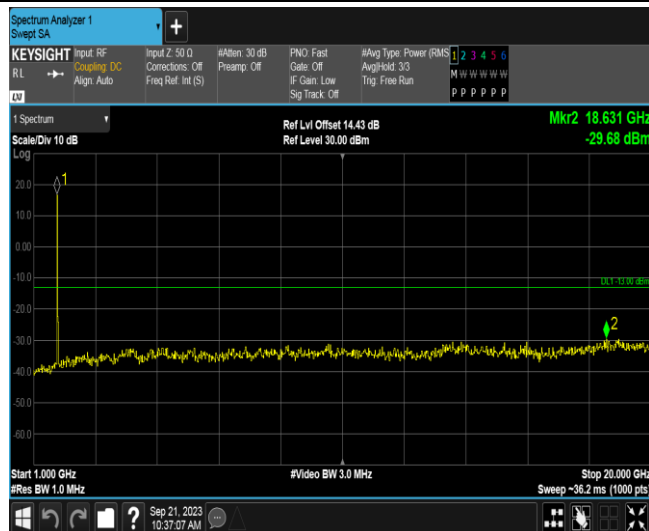 Spectrum Analyzer 1
Swept SA
+
KEYSIGHT
RL
LXI
Input: RF
Coupling: DC
Align: Auto
Input Z: 50 Ω
Corrections: Off
Freq Ref: Int (S)
#Atten: 30 dB
Preamp: Off
PNO: Fast
Gate: Off
IF Gain: Low
Sig Track: Off
#Avg Type: Power (RMS
Avg|Hold: 3/3
Trig: Free Run
1 2 3 4 5 6
M W W W W W
P P P P P P
1 Spectrum
Scale/Div 10 dB
Log
Ref Lvl Offset 14.43 dB
Ref Level 30.00 dBm
Mkr2 18.631 GHz
-29.68 dBm
1
20.0
10.0
0.00
-10.0
DL1 -13.00 dBm
-20.0
2
-30.0
-40.0
-50.0
-60.0
Start 1.000 GHz
#Res BW 1.0 MHz
#Video BW 3.0 MHz
Stop 20.000 GHz
Sweep ~36.2 ms (1000 pts)
?
Sep 21, 2023
10:37:07 AM